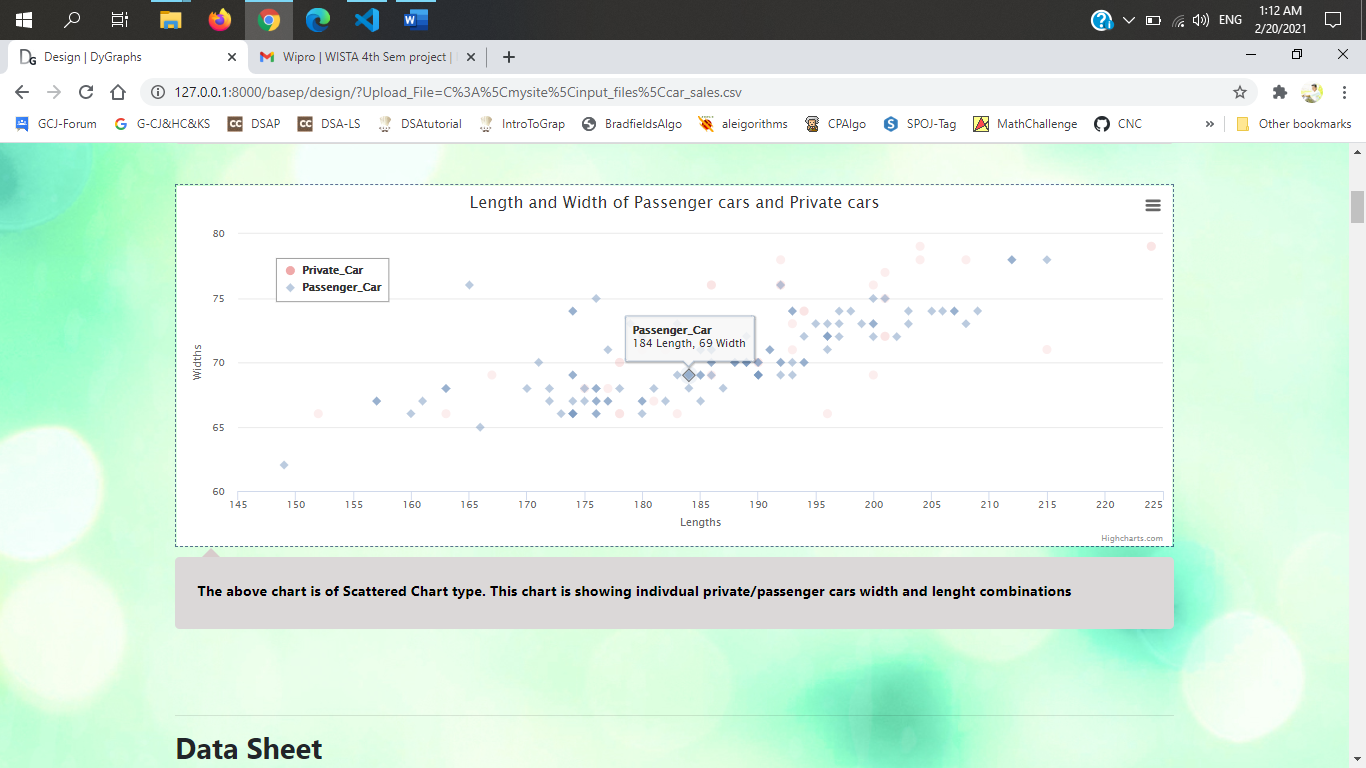 ENG
1:12 AM
2/20/2021
Design | DyGraphs
Wipro | WISTA 4th Sem project |
127.0.0.1:8000/basep/design/?Upload_File=C%3A%5Cmysite%5Cinput_files%5Ccar_sales.csv
GCJ-Forum
G-CJ&HC&KS
DSAP
DSA-LS
DSAtutorial
IntroToGrap
BradfieldsAlgo
aleigorithms
CPAlgo
SPOJ-Tag
MathChallenge
CNC
»
Other bookmarks
Length and Width of Passenger cars and Private cars
Private_Car
Passenger_Car
Widths
80
75
70
65
60
Passenger_Car
184 Length, 69 Width
145 150 155 160 165 170 175 180 185 190 195 200 205 210 215 220 225
Lengths
Highcharts.com
The above chart is of Scattered Chart type. This chart is showing indivdual private/passenger cars width and lenght combinations
Data Sheet